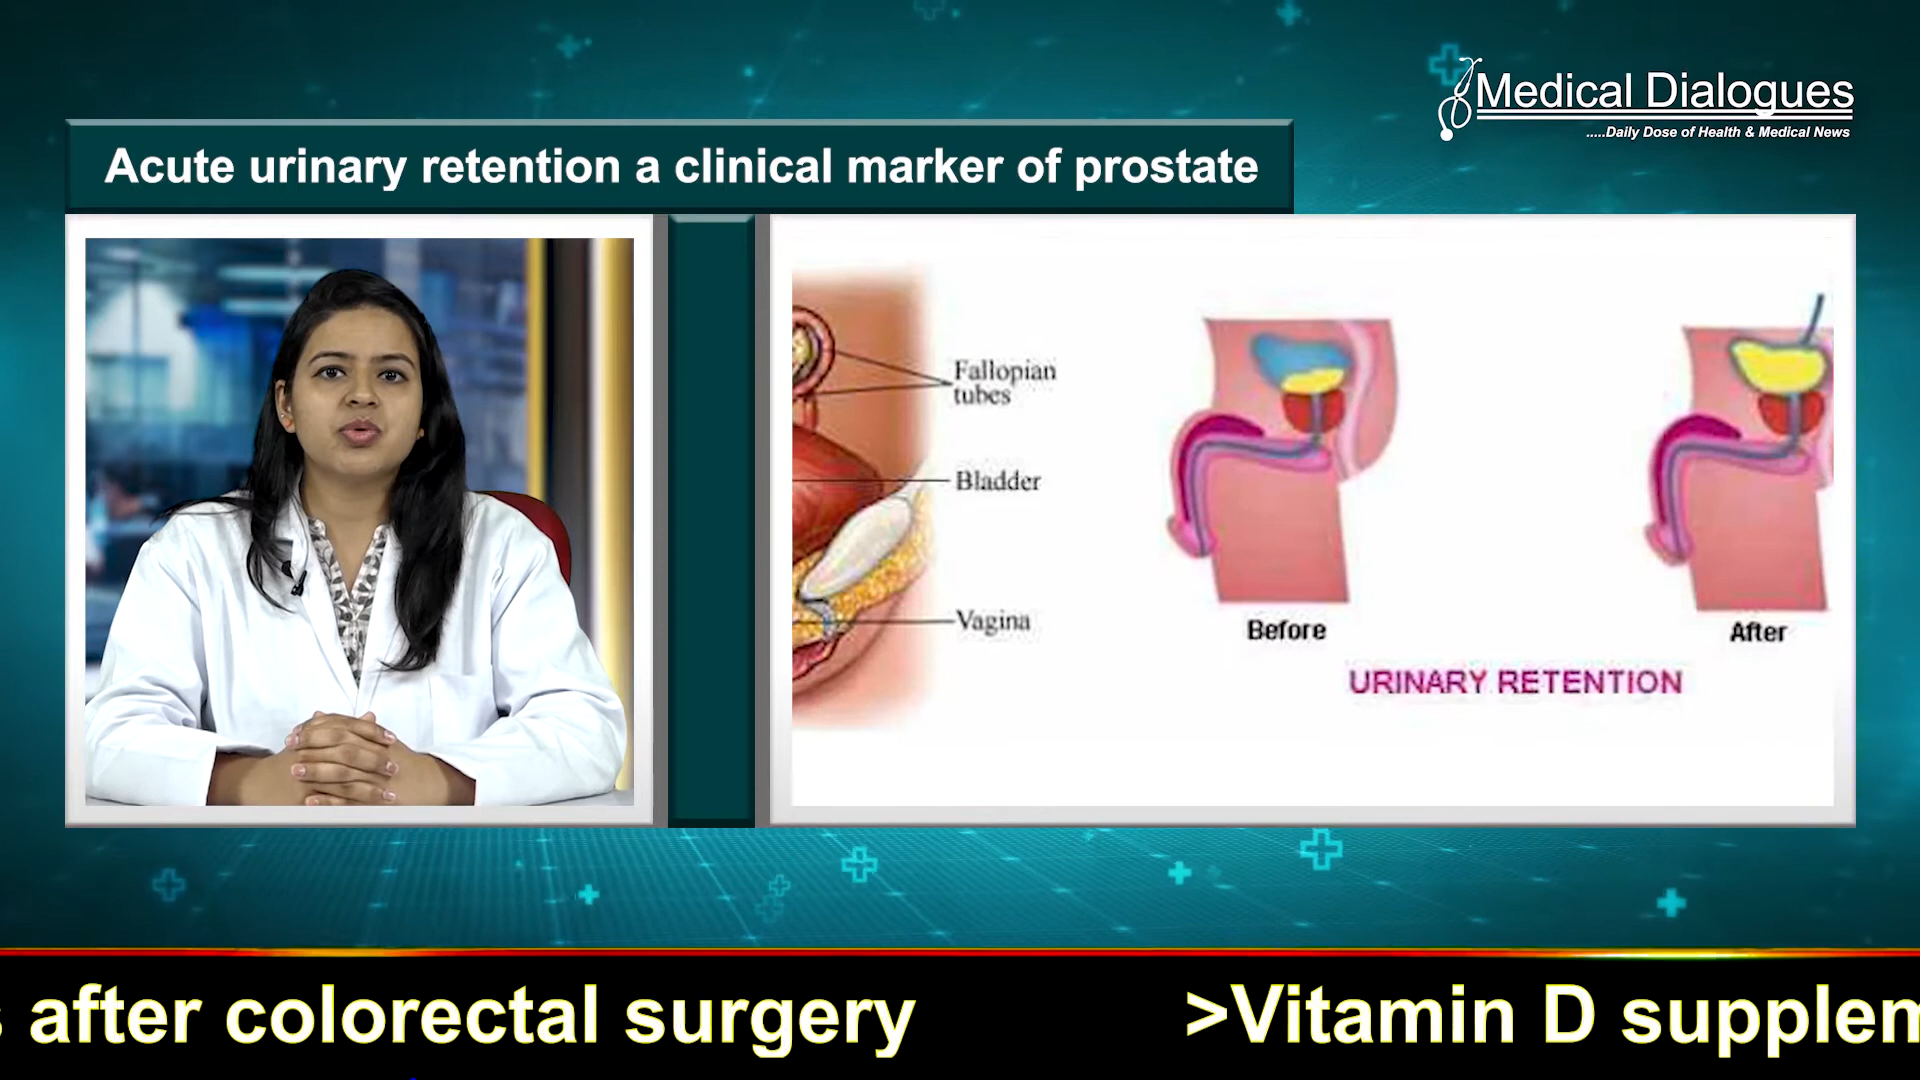 Medical Dialogues
.....Daily Dose of Health & Medical News
Acute urinary retention a clinical marker of prostate
Fallopian
tubes
Bladder
Vagina
Before
After
URINARY RETENTION
after colorectal surgery
>Vitamin D